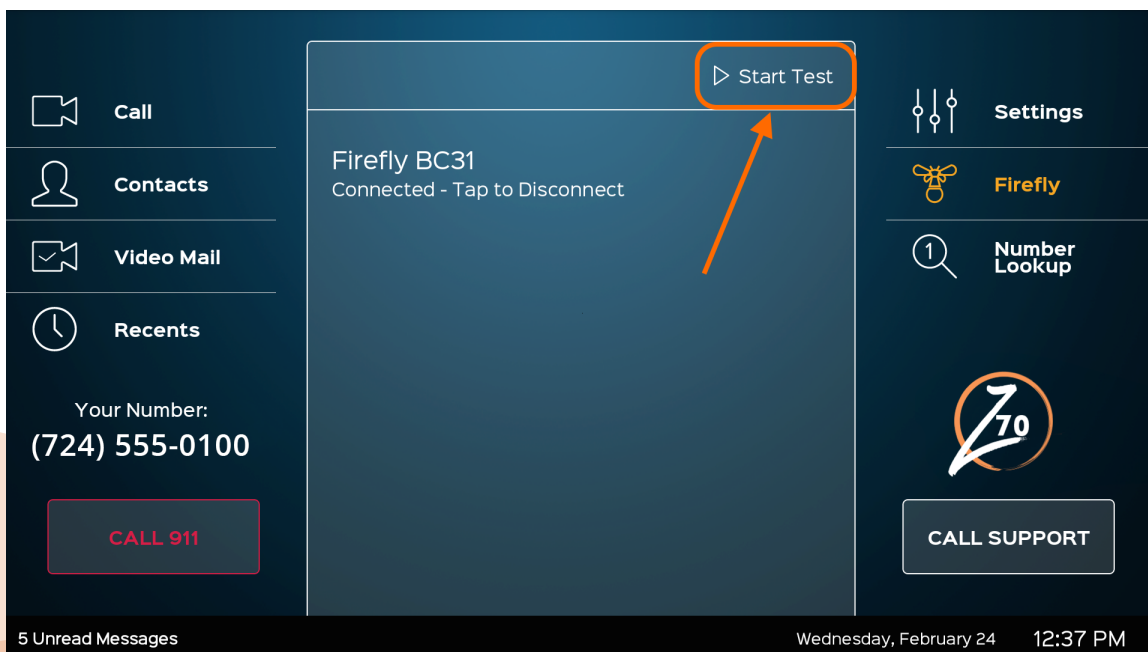 Call
Contacts
Video Mail
Recents
Your Number:
(724) 555-0100
CALL 911
Start Test
Firefly BC31
Connected - Tap to Disconnect
Settings
Firefly
1
Number
Lookup
Z70
CALL SUPPORT
5 Unread Messages
Wednesday, February 24 12:37 PM